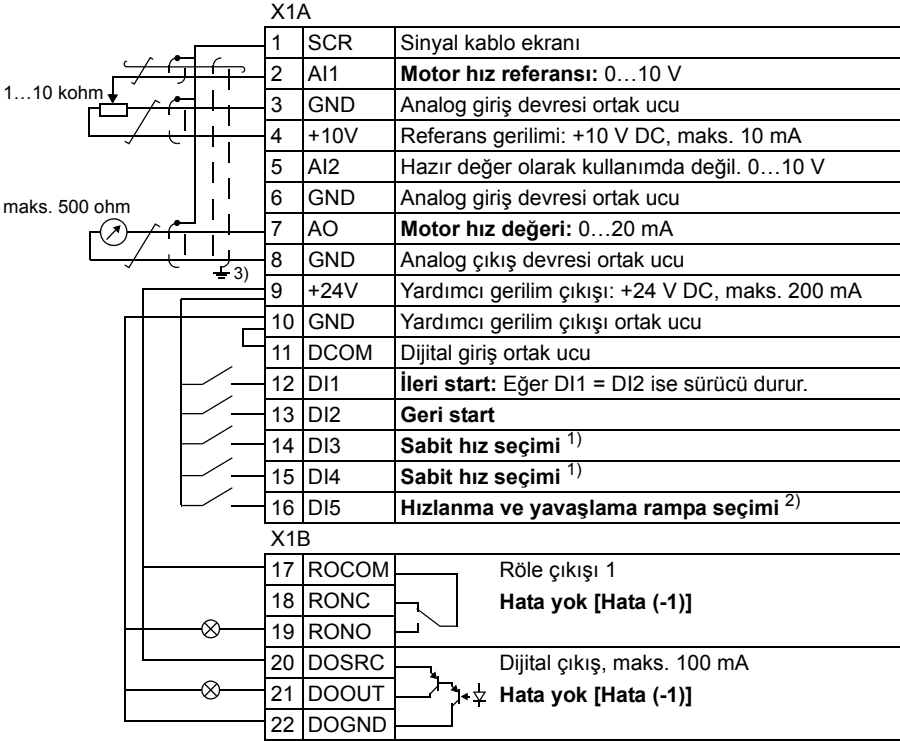 X1A
1 SCR Sinyal kablo ekranı
2 AI1 Motor hız referansı: 0…10 V
1…10 kohm
3 GND Analog giriş devresi ortak ucu
4 +10V Referans gerilimi: +10 V DC, maks. 10 mA
5 AI2 Hazır değer olarak kullanımda değil. 0…10 V
6 GND Analog giriş devresi ortak ucu
maks. 500 ohm
7 AO Motor hız değeri: 0…20 mA
8 GND Analog çıkış devresi ortak ucu
3)
9 +24V Yardımcı gerilim çıkışı: +24 V DC, maks. 200 mA
10 GND Yardımcı gerilim çıkışı ortak ucu
11 DCOM Dijital giriş ortak ucu
12 DI1 İleri start: Eğer DI1 = DI2 ise sürücü durur.
13 DI2 Geri start
14 DI3 Sabit hız seçimi 1)
15 DI4 Sabit hız seçimi 1)
16 DI5 Hızlanma ve yavaşlama rampa seçimi 2)
X1B
17 ROCOM Röle çıkışı 1
18 RONC Hata yok [Hata (-1)]
19 RONO
20 DOSRC Dijital çıkış, maks. 100 mA
21 DOOUT Hata yok [Hata (-1)]
22 DOGND